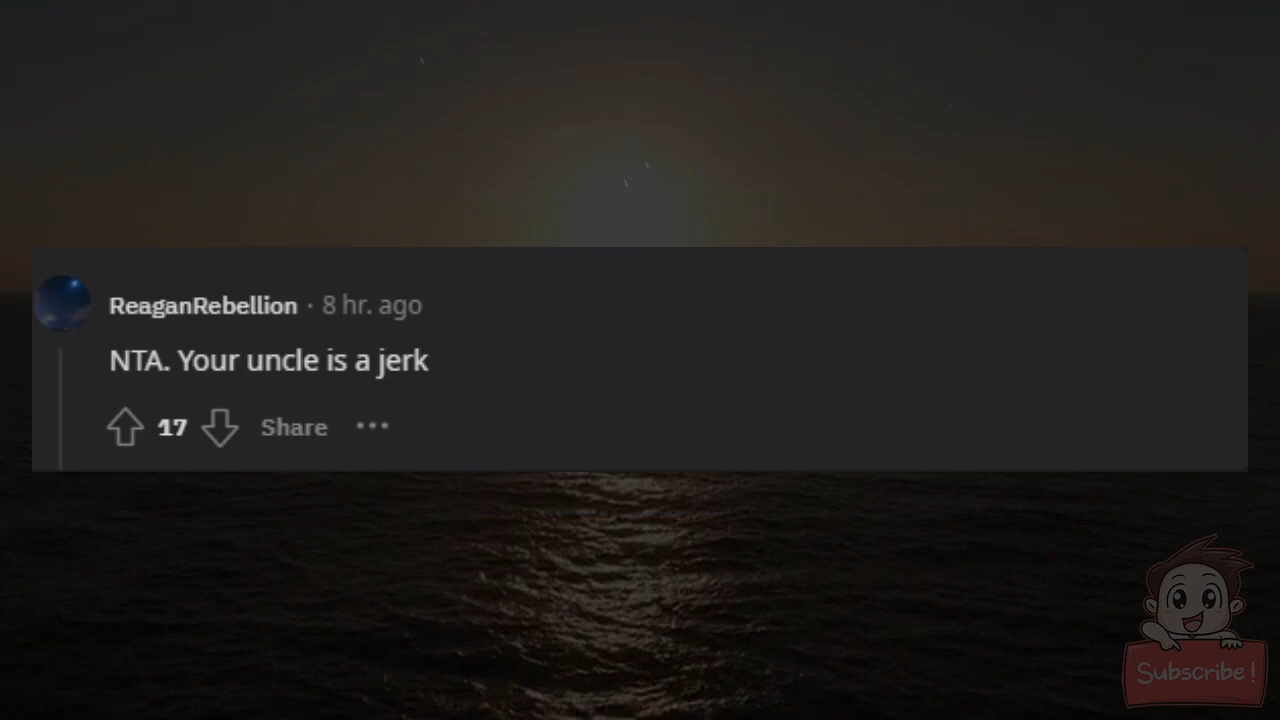 ReaganRebellion · 8 hr. ago
NTA. Your uncle is a jerk
17 Share ...
Subscribe!